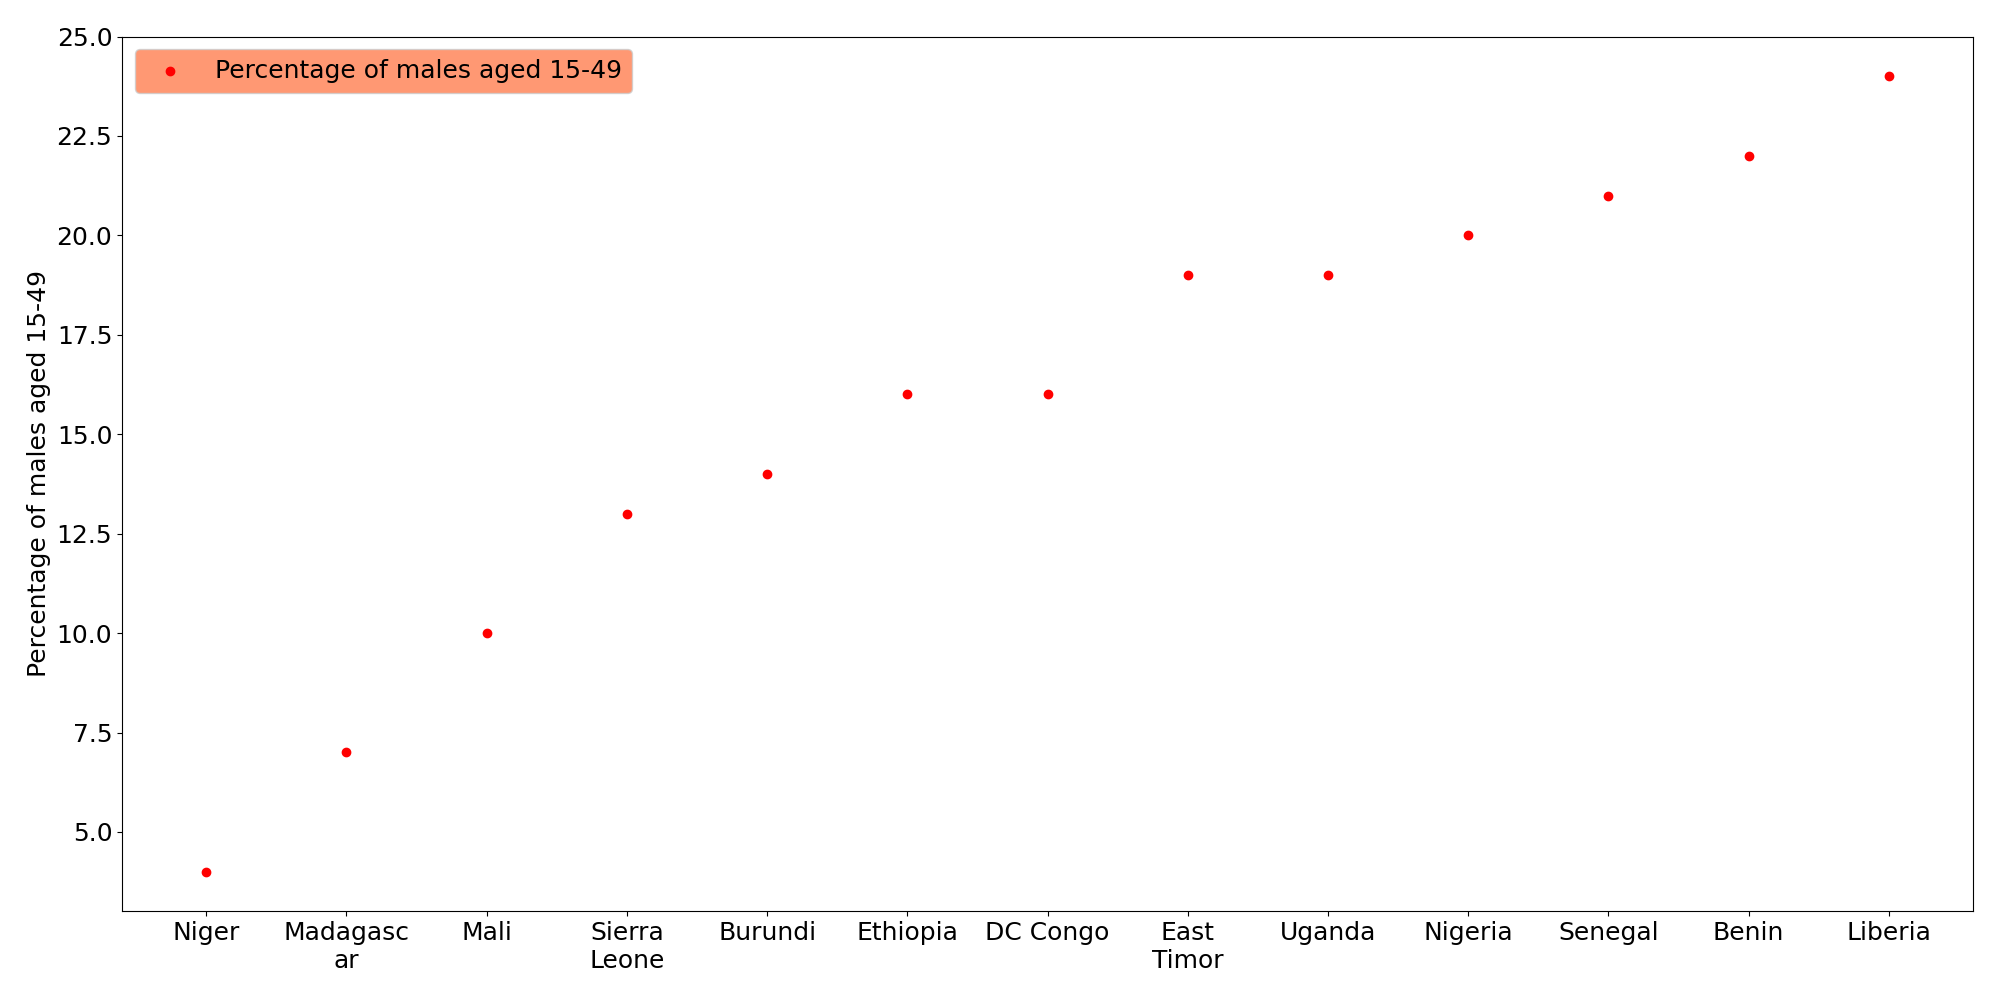 25.0
22.5
20.0
17.5
15.0
12.5
10.0
7.5
5.0
Percentage of males aged 15-49
Percentage of males aged 15-49
Niger
Madagasc
ar
Mali
Sierra
Leone
Burundi
Ethiopia
DC Congo
East
Timor
Uganda
Nigeria
Senegal
Benin
Liberia